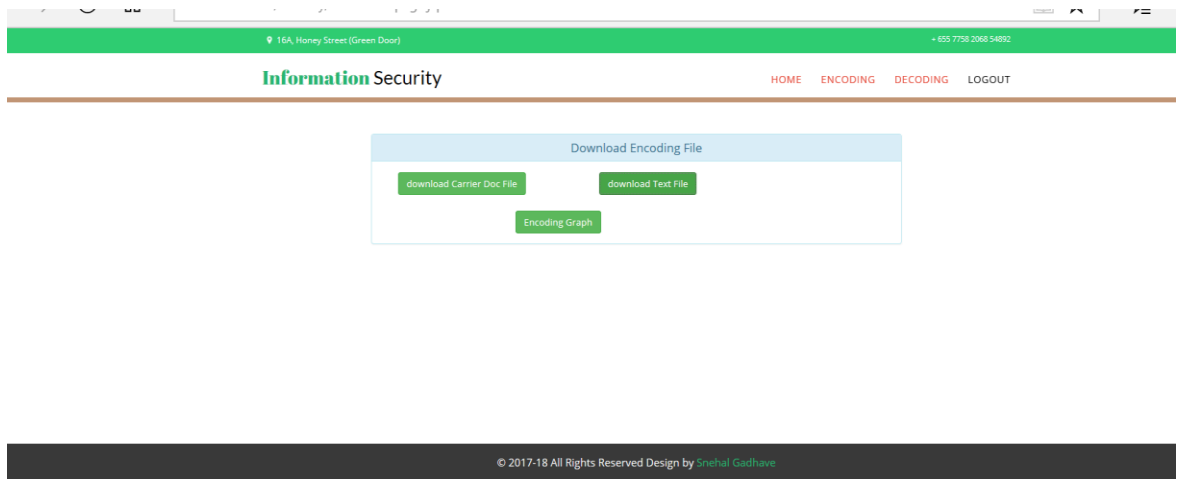 16A, Honey Street (Green Door) + 655 7758 2068 54892
Information Security HOME ENCODING DECODING LOGOUT
Download Encoding File
download Carrier Doc File download Text File
Encoding Graph
© 2017-18 All Rights Reserved Design by Snehal Gadhave